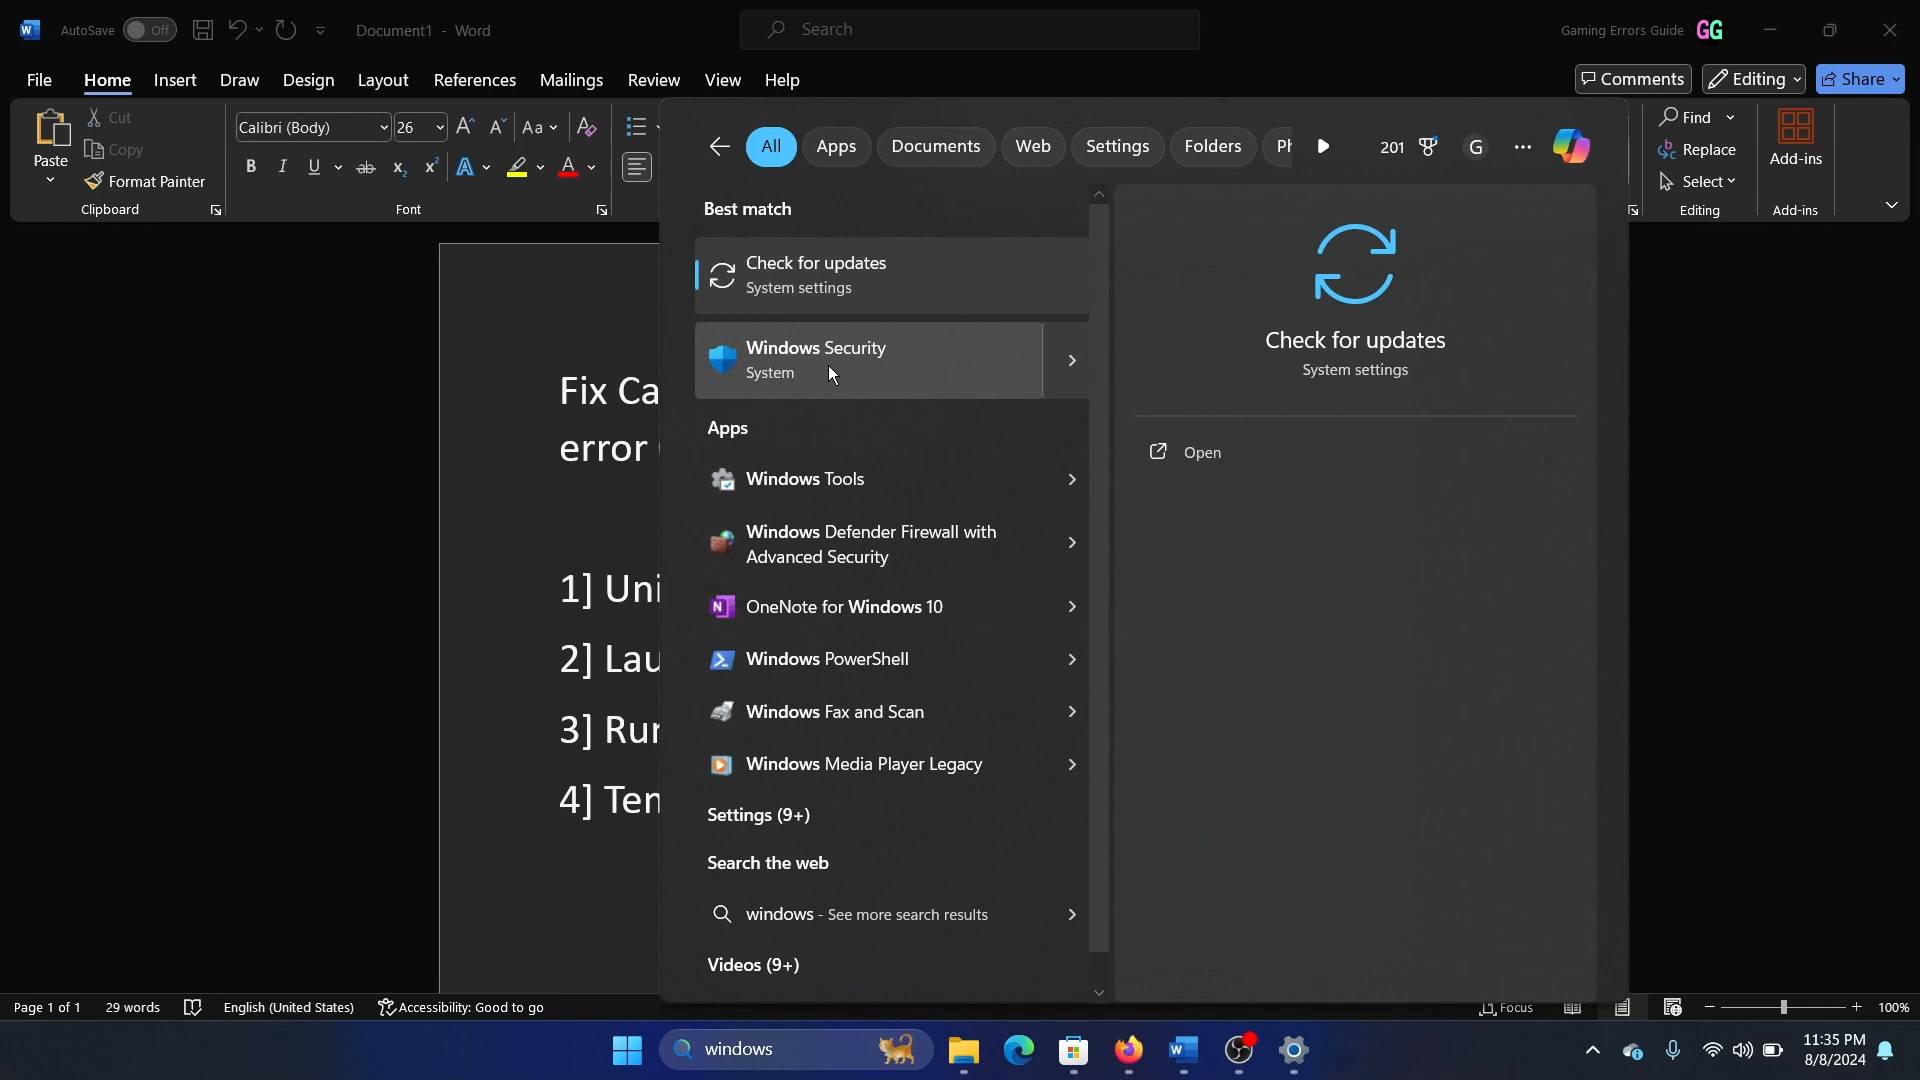 AutoSave Off Document1 - Word Search Gaming Errors Guide GG
File Home Insert Draw Design Layout References Mailings Review View Help Comments Editing Share
Paste Cut Copy Format Painter Clipboard
Calibri (Body) 26 Aa Font
Find Replace Select Editing
Add-ins Add-ins
All Apps Documents Web Settings Folders Ph 201 G
Best match
Check for updates
System settings
Windows Security
System
Apps
Windows Tools
Windows Defender Firewall with
Advanced Security
OneNote for Windows 10
Windows PowerShell
Windows Fax and Scan
Windows Media Player Legacy
Settings (9+)
Search the web
windows - See more search results
Videos (9+)
Check for updates
System settings
Open
Fix Ca
error
1] Uni
2] Lau
3] Run
4] Tem
Page 1 of 1 29 words English (United States) Accessibility: Good to go Focus 100%
windows
11:35 PM
8/8/2024